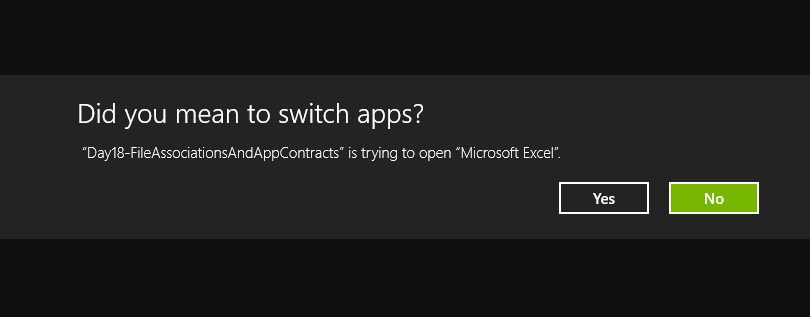 Did you mean to switch apps?
“Day18-FileAssociationsAndAppContracts” is trying to open “Microsoft Excel”.
Yes No